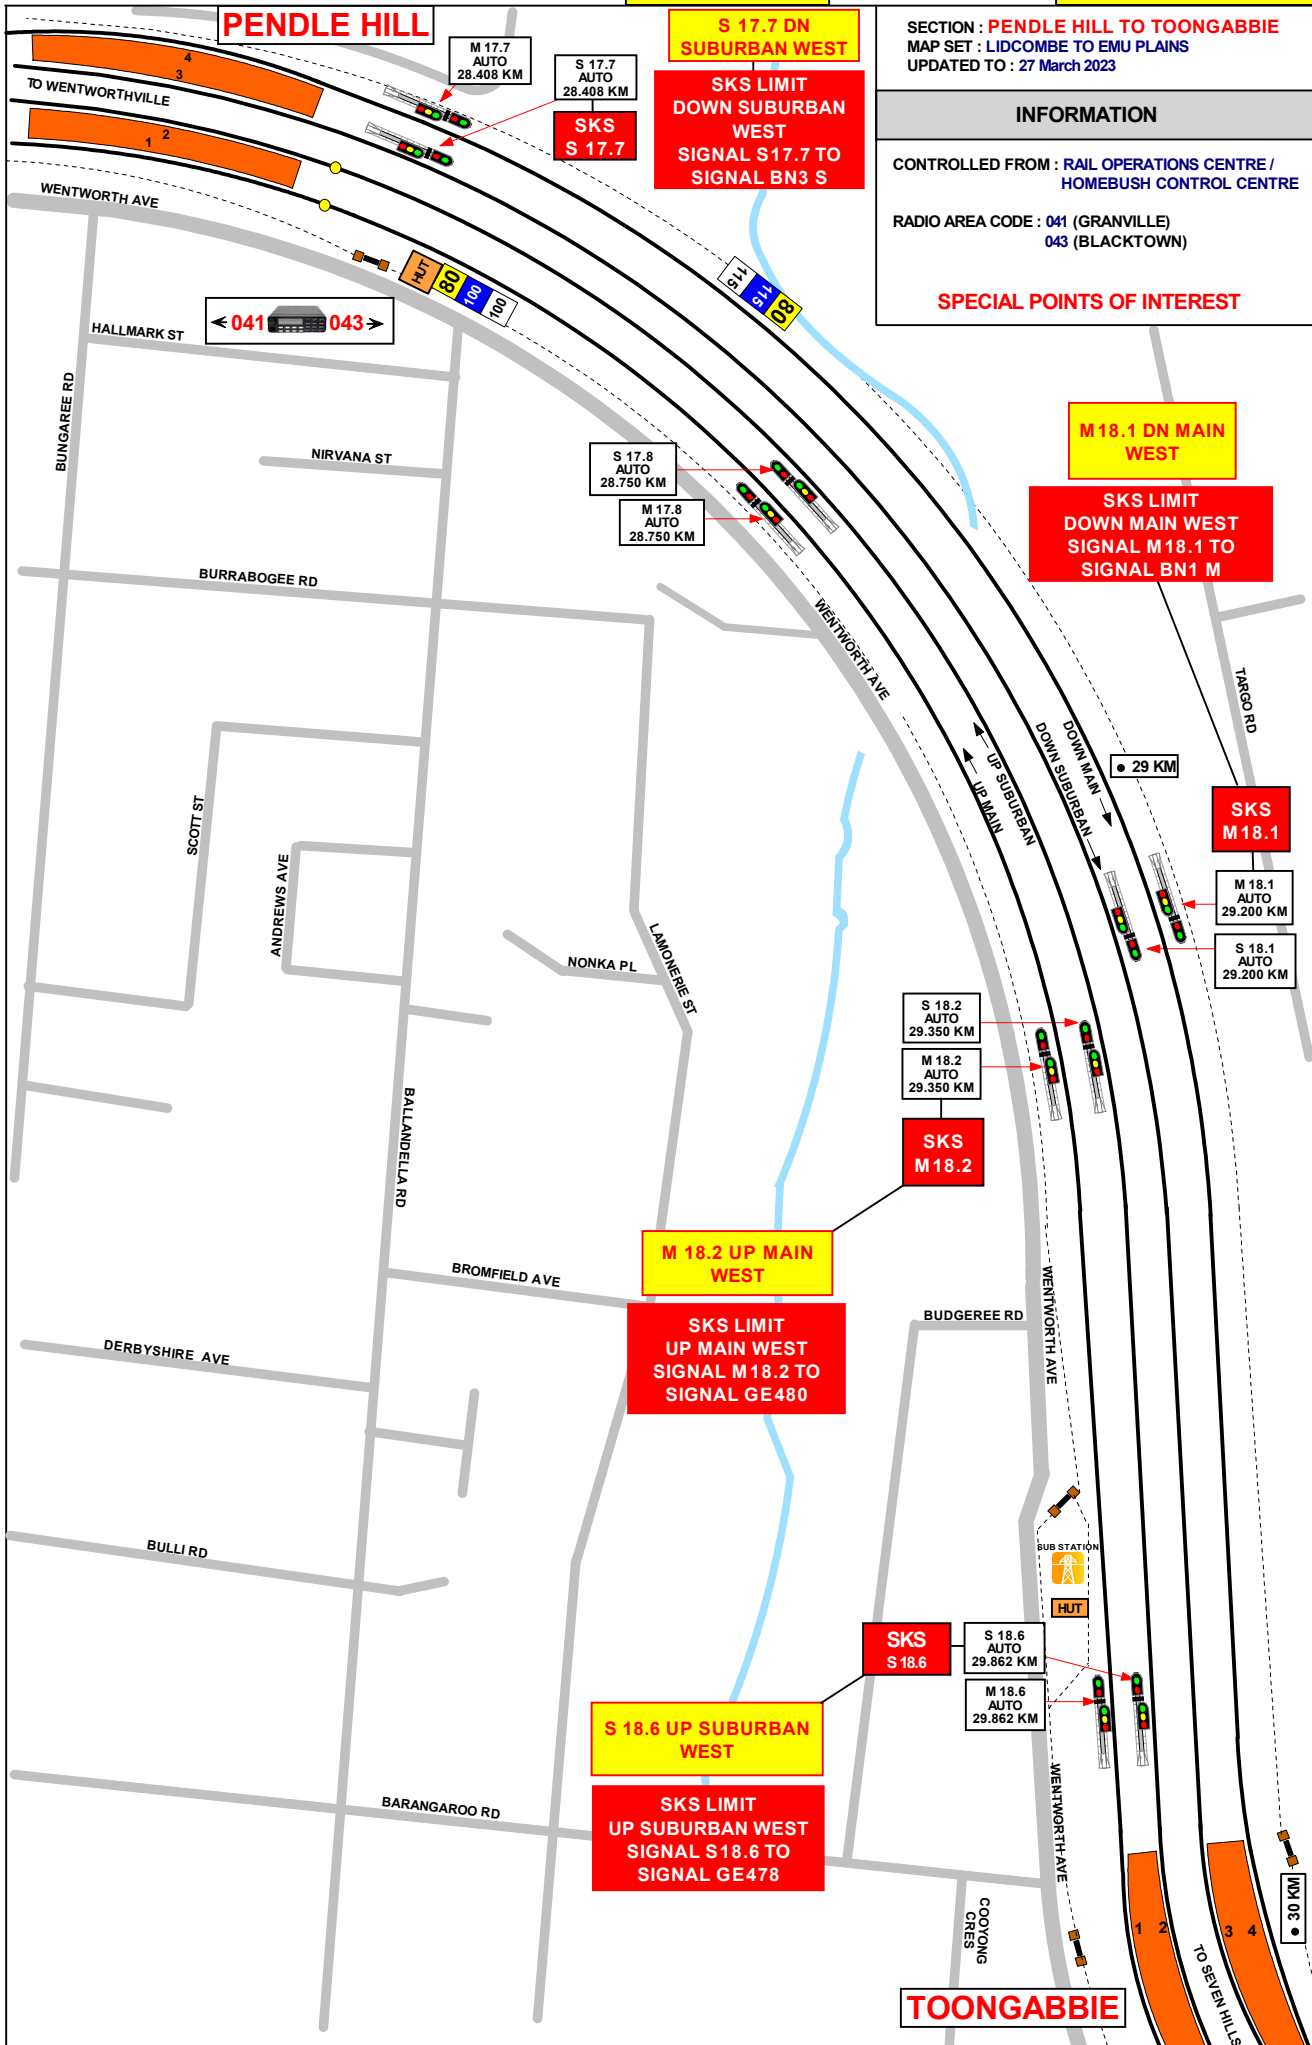 PENDLE HILL
S 17.7 DN
SUBURBAN WEST
SKS LIMIT
DOWN SUBURBAN
WEST
SIGNAL S17.7 TO
SIGNAL BN3 S
SECTION : PENDLE HILL TO TOONGABBIE
MAP SET : LIDCOMBE TO EMU PLAINS
UPDATED TO : 27 March 2023
INFORMATION
CONTROLLED FROM : RAIL OPERATIONS CENTRE /
HOMEBUSH CONTROL CENTRE
RADIO AREA CODE : 041 (GRANVILLE)
043 (BLACKTOWN)
SPECIAL POINTS OF INTEREST
M 17.7
AUTO
28.408 KM
S 17.7
AUTO
28.408 KM
SKS
S 17.7
4
3
TO WENTWORTHVILLE
2
1
WENTWORTH AVE
HUT
80
100
100
115
115
80
041
043
HALLMARK ST
BUNGAREE RD
NIRVANA ST
S 17.8
AUTO
28.750 KM
M 17.8
AUTO
28.750 KM
M18.1 DN MAIN
WEST
SKS LIMIT
DOWN MAIN WEST
SIGNAL M18.1 TO
SIGNAL BN1 M
BURRABOGEE RD
WENTWORTH AVE
TARGO RD
DOWN MAIN
DOWN SUBURBAN
UP SUBURBAN
UP MAIN
29 KM
SKS
M18.1
SCOTT ST
ANDREWS AVE
M 18.1
AUTO
29.200 KM
S 18.1
AUTO
29.200 KM
LAMONERIE ST
NONKA PL
S 18.2
AUTO
29.350 KM
M 18.2
AUTO
29.350 KM
SKS
M18.2
BALLANDELLA RD
M 18.2 UP MAIN
WEST
SKS LIMIT
UP MAIN WEST
SIGNAL M18.2 TO
SIGNAL GE480
BROMFIELD AVE
BUDGEREE RD
WENTWORTH AVE
DERBYSHIRE AVE
BULLI RD
SUB STATION
HUT
SKS
S 18.6
S 18.6
AUTO
29.862 KM
M 18.6
AUTO
29.862 KM
S 18.6 UP SUBURBAN
WEST
SKS LIMIT
UP SUBURBAN WEST
SIGNAL S18.6 TO
SIGNAL GE478
BARANGAROO RD
WENTWORTH AVE
COOYONG
CRES
1
2
3
4
30 KM
TO SEVEN HILLS
TOONGABBIE